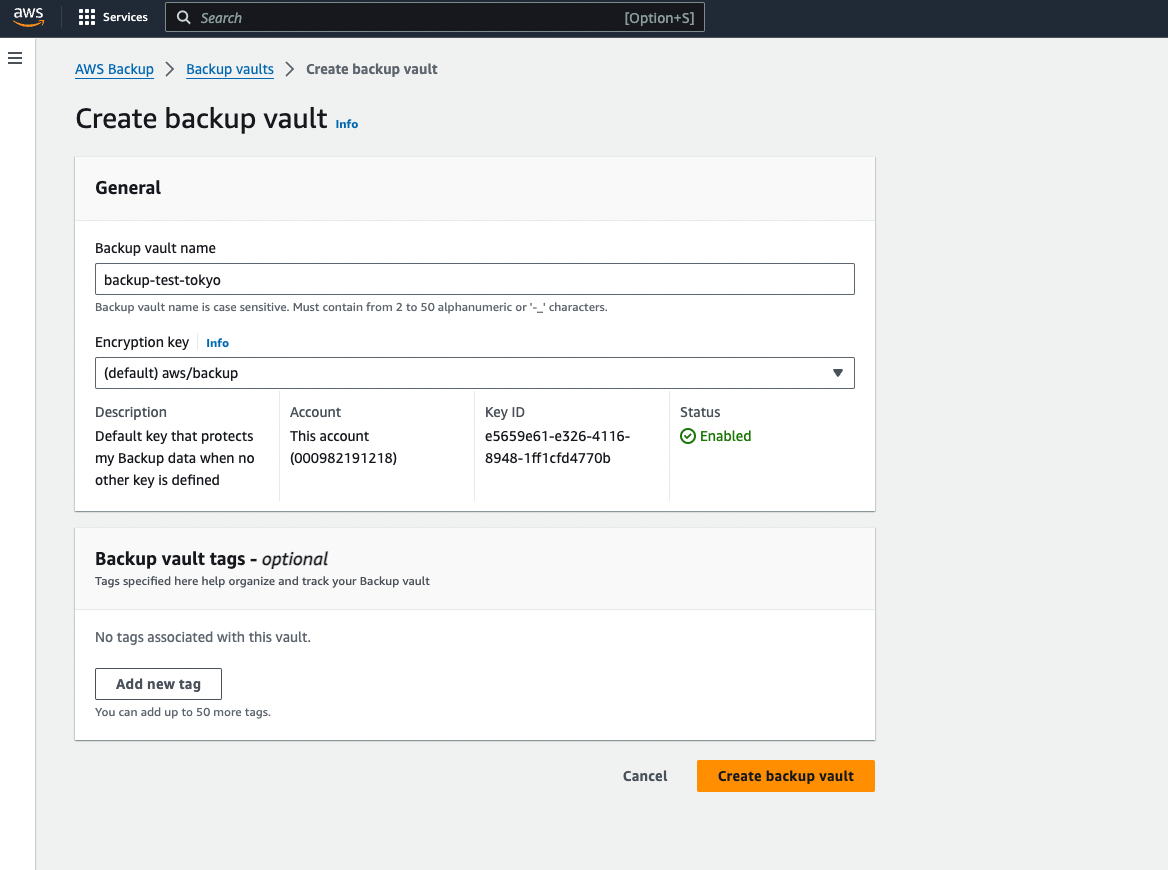 aws
Services
Search
[Option+S]
AWS Backup > Backup vaults > Create backup vault
Create backup vault Info
General
Backup vault name
backup-test-tokyo
Backup vault name is case sensitive. Must contain from 2 to 50 alphanumeric or '-_' characters.
Encryption key Info
(default) aws/backup
Description
Default key that protects
my Backup data when no
other key is defined
Account
This account
(000982191218)
Key ID
e5659e61-e326-4116-
8948-1ff1cfd4770b
Status
Enabled
Backup vault tags - optional
Tags specified here help organize and track your Backup vault
No tags associated with this vault.
Add new tag
You can add up to 50 more tags.
Cancel
Create backup vault